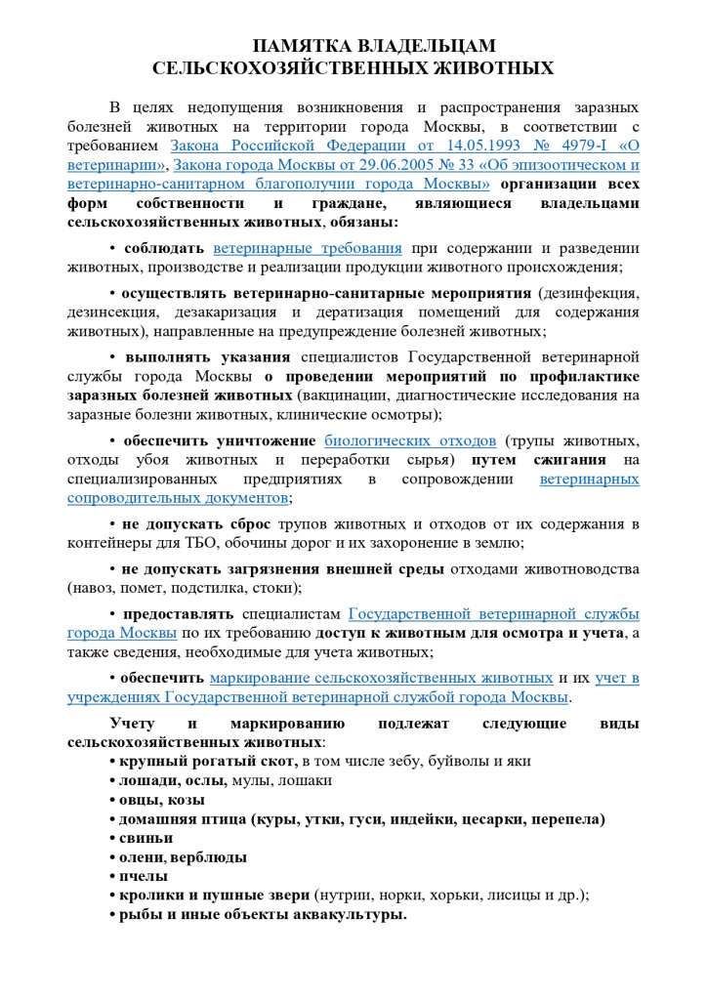 ПАМЯТКА ВЛАДЕЛЬЦАМ
СЕЛЬСКОХОЗЯЙСТВЕННЫХ ЖИВОТНЫХ
В целях недопущения возникновения и распространения заразных
болезней животных на территории города Москвы, в соответствии с
требованием Закона Российской Федерации от 14.05.1993 № 4979-I «О
ветеринарии», Закона города Москвы от 29.06.2005 № 33 «Об эпизоотическом и
ветеринарно-санитарном благополучии города Москвы» организации всех
форм собственности и граждане, являющиеся владельцами
сельскохозяйственных животных, обязаны:
• соблюдать ветеринарные требования при содержании и разведении
животных, производстве и реализации продукции животного происхождения;
• осуществлять ветеринарно-санитарные мероприятия (дезинфекция,
дезинсекция, дезакаризация и дератизация помещений для содержания
животных), направленные на предупреждение болезней животных;
• выполнять указания специалистов Государственной ветеринарной
службы города Москвы о проведении мероприятий по профилактике
заразных болезней животных (вакцинации, диагностические исследования на
заразные болезни животных, клинические осмотры);
• обеспечить уничтожение биологических отходов (трупы животных,
отходы убоя животных и переработки сырья) путем сжигания на
специализированных предприятиях в сопровождении ветеринарных
сопроводительных документов;
• не допускать сброс трупов животных и отходов от их содержания в
контейнеры для ТБО, обочины дорог и их захоронение в землю;
• не допускать загрязнения внешней среды отходами животноводства
(навоз, помет, подстилка, стоки);
• предоставлять специалистам Государственной ветеринарной службы
города Москвы по их требованию доступ к животным для осмотра и учета, а
также сведения, необходимые для учета животных;
• обеспечить маркирование сельскохозяйственных животных и их учет в
учреждениях Государственной ветеринарной службой города Москвы.
Учету и маркированию подлежат следующие виды
сельскохозяйственных животных:
• крупный рогатый скот, в том числе зебу, буйволы и яки
• лошади, ослы, мулы, лошаки
• овцы, козы
• домашняя птица (куры, утки, гуси, индейки, цесарки, перепела)
• свиньи
• олени, верблюды
• пчелы
• кролики и пушные звери (нутрии, норки, хорьки, лисицы и др.);
• рыбы и иные объекты аквакультуры.